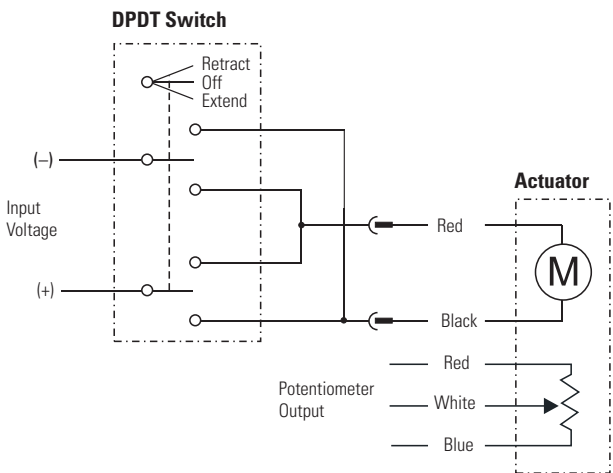 DPDT Switch
Retract
Off
Extend
(–)
Input
Voltage
(+)
Actuator
Red
M
Black
Potentiometer
Output
Red
White
Blue